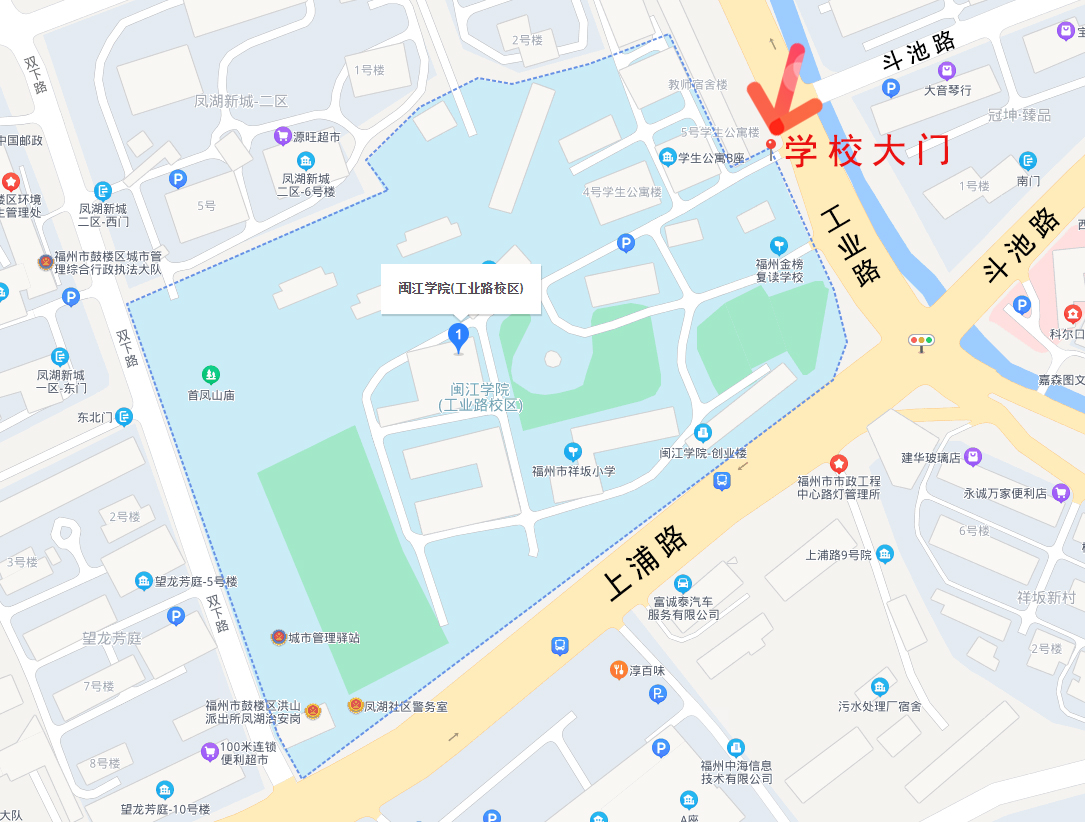 斗池路
2号楼
教师宿舍楼
双下路
1号楼
凤湖新城-二区
大音琴行
冠坤·臻品
中国邮政
源旺超市
5号学生公寓楼
学校大门
学生公寓B座
凤湖新城
二区-6号楼
南门
1号楼
4号学生公寓楼
楼区环境
生管理处
凤湖新城
二区-西门
5号
工业路
斗池路
福州市鼓楼区城市管
理综合行政执法大队
福州金榜
复读学校
闽江学院(工业路校区)
1
科尔口
双下路
凤湖新城
一区-东门
首凤山庙
嘉森图文
闽江学院
(工业路校区)
东北门
闽江学院-创业楼
福州市祥坂小学
建华玻璃店
福州市市政工程
中心路灯管理所
永诚万家便利店
2号楼
6号楼
上浦路
3号楼
上浦路9号院
望龙芳庭-5号楼
富诚泰汽车
服务有限公司
祥坂新村
双下路
望龙芳庭
城市管理驿站
2号楼
淳百味
7号楼
福州市鼓楼区洪山
派出所凤湖治安岗
凤湖社区警务室
污水处理厂宿舍
100米连锁
便利超市
8号楼
福州中海信息
技术有限公司
望龙芳庭-10号楼
大队
A座